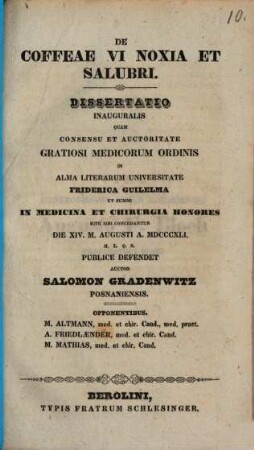 10.
DE
COFFEAE VI NOXIA ET
SALUBRI.
DISSERTATIO
INAUGURALIS
QUAM
CONSENSU ET AUCTORITATE
GRATIOSI MEDICORUM ORDINIS
IN
ALMA LITERARUM UNIVERSITATE
FRIDERICA GUILELMA
UT SUMMI
IN MEDICINA ET CHIRURGIA HONORES
RITE SIBI CONCEDANTUR
DIE XIV. M. AUGUSTI A. MDCCCXLI.
H. L. Q. S.
PUBLICE DEFENDET
AUCTOR
SALOMON GRADENWITZ
POSNANIENSIS.
OPPONENTIBUS.
M. ALTMANN, med. et chir. Cand., med. pract.
A. FRIEDLÆNDER, med. et chir. Cand.
M. MATHIAS, med. et chir. Cand.
BEROLINI,
TYPIS FRATRUM SCHLESINGER.